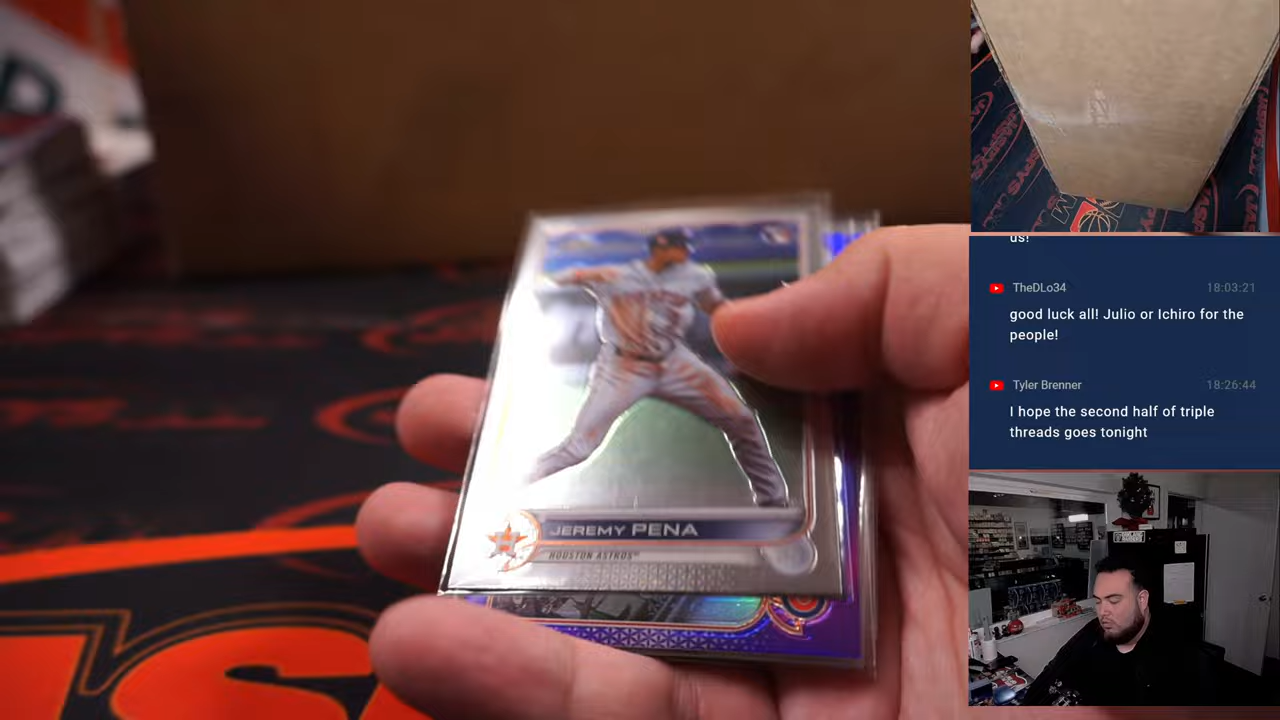 JEREMY PENA
HOUSTON ASTROS
us!
TheDLo34 18:03:21
good luck all! Julio or Ichiro for the
people!
Tyler Brenner 18:26:44
I hope the second half of triple
threads goes tonight